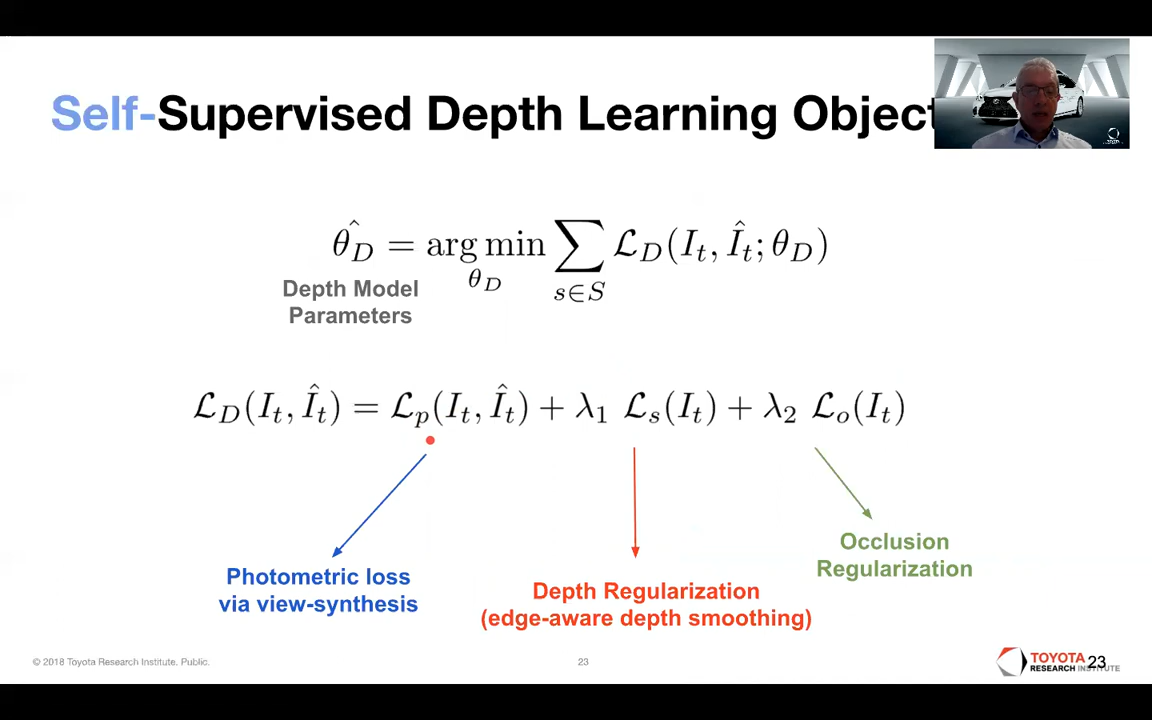 Self-Supervised Depth Learning Object
\hat{θ_D} = arg min_{θ_D} ∑_{s∈S} ℒ_D(I_t, Î_t; θ_D)
Depth Model
Parameters
ℒ_D(I_t, Î_t) = ℒ_p(I_t, Î_t) + λ_1 ℒ_s(I_t) + λ_2 ℒ_o(I_t)
Photometric loss
via view-synthesis
Depth Regularization
(edge-aware depth smoothing)
Occlusion
Regularization
© 2018 Toyota Research Institute. Public.
23
TOYOTA
RESEARCH INSTITUTE
23